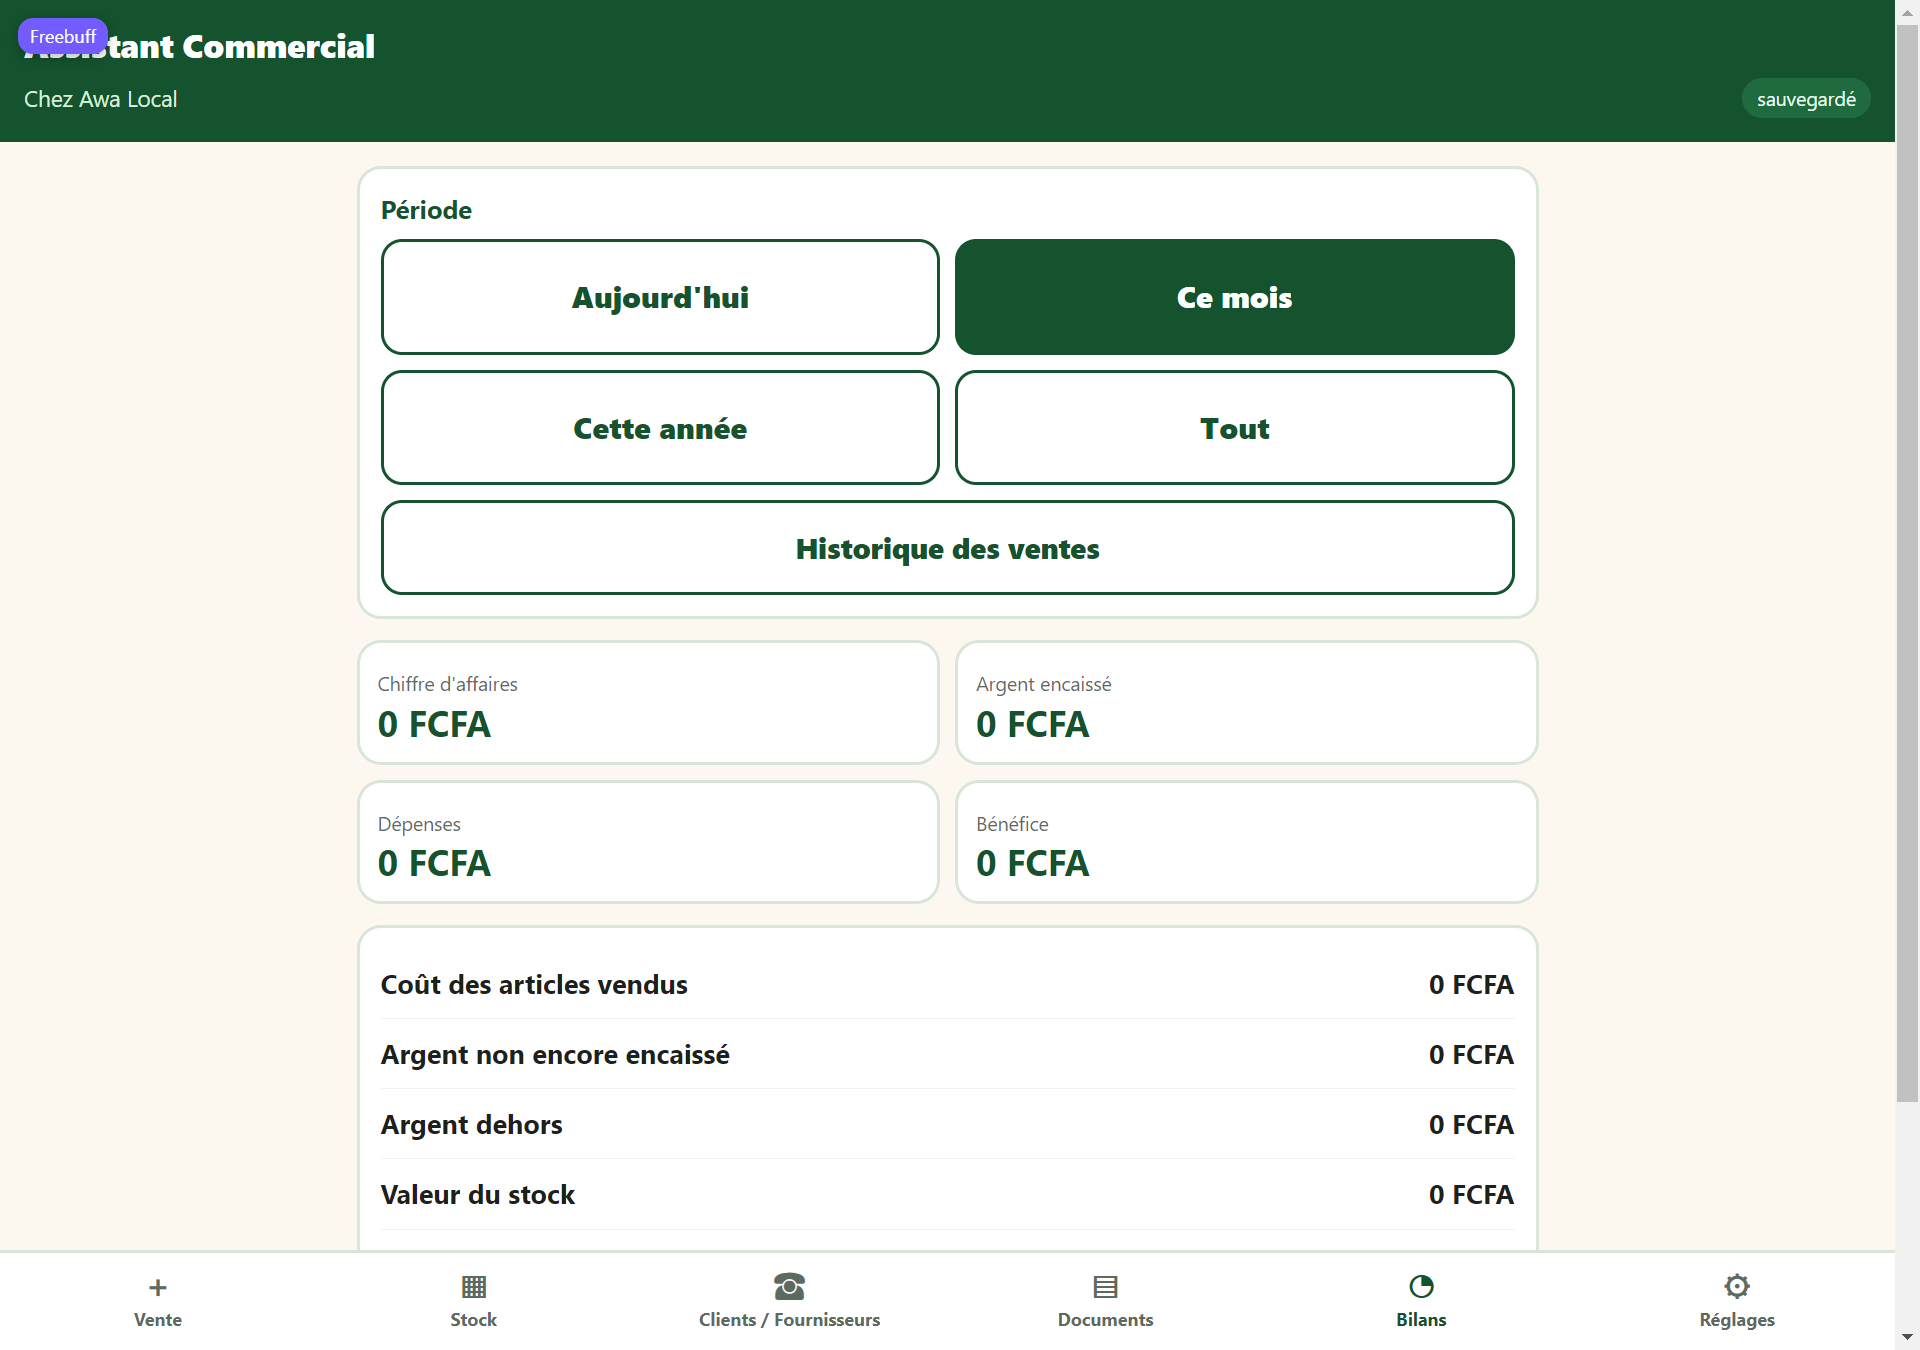 Freebuff
Assistant Commercial
Chez Awa Local
sauvegardé
Période
Aujourd'hui
Ce mois
Cette année
Tout
Historique des ventes
Chiffre d'affaires
0 FCFA
Argent encaissé
0 FCFA
Dépenses
0 FCFA
Bénéfice
0 FCFA
Coût des articles vendus 0 FCFA
Argent non encore encaissé 0 FCFA
Argent dehors 0 FCFA
Valeur du stock 0 FCFA
Vente
Stock
Clients / Fournisseurs
Documents
Bilans
Réglages